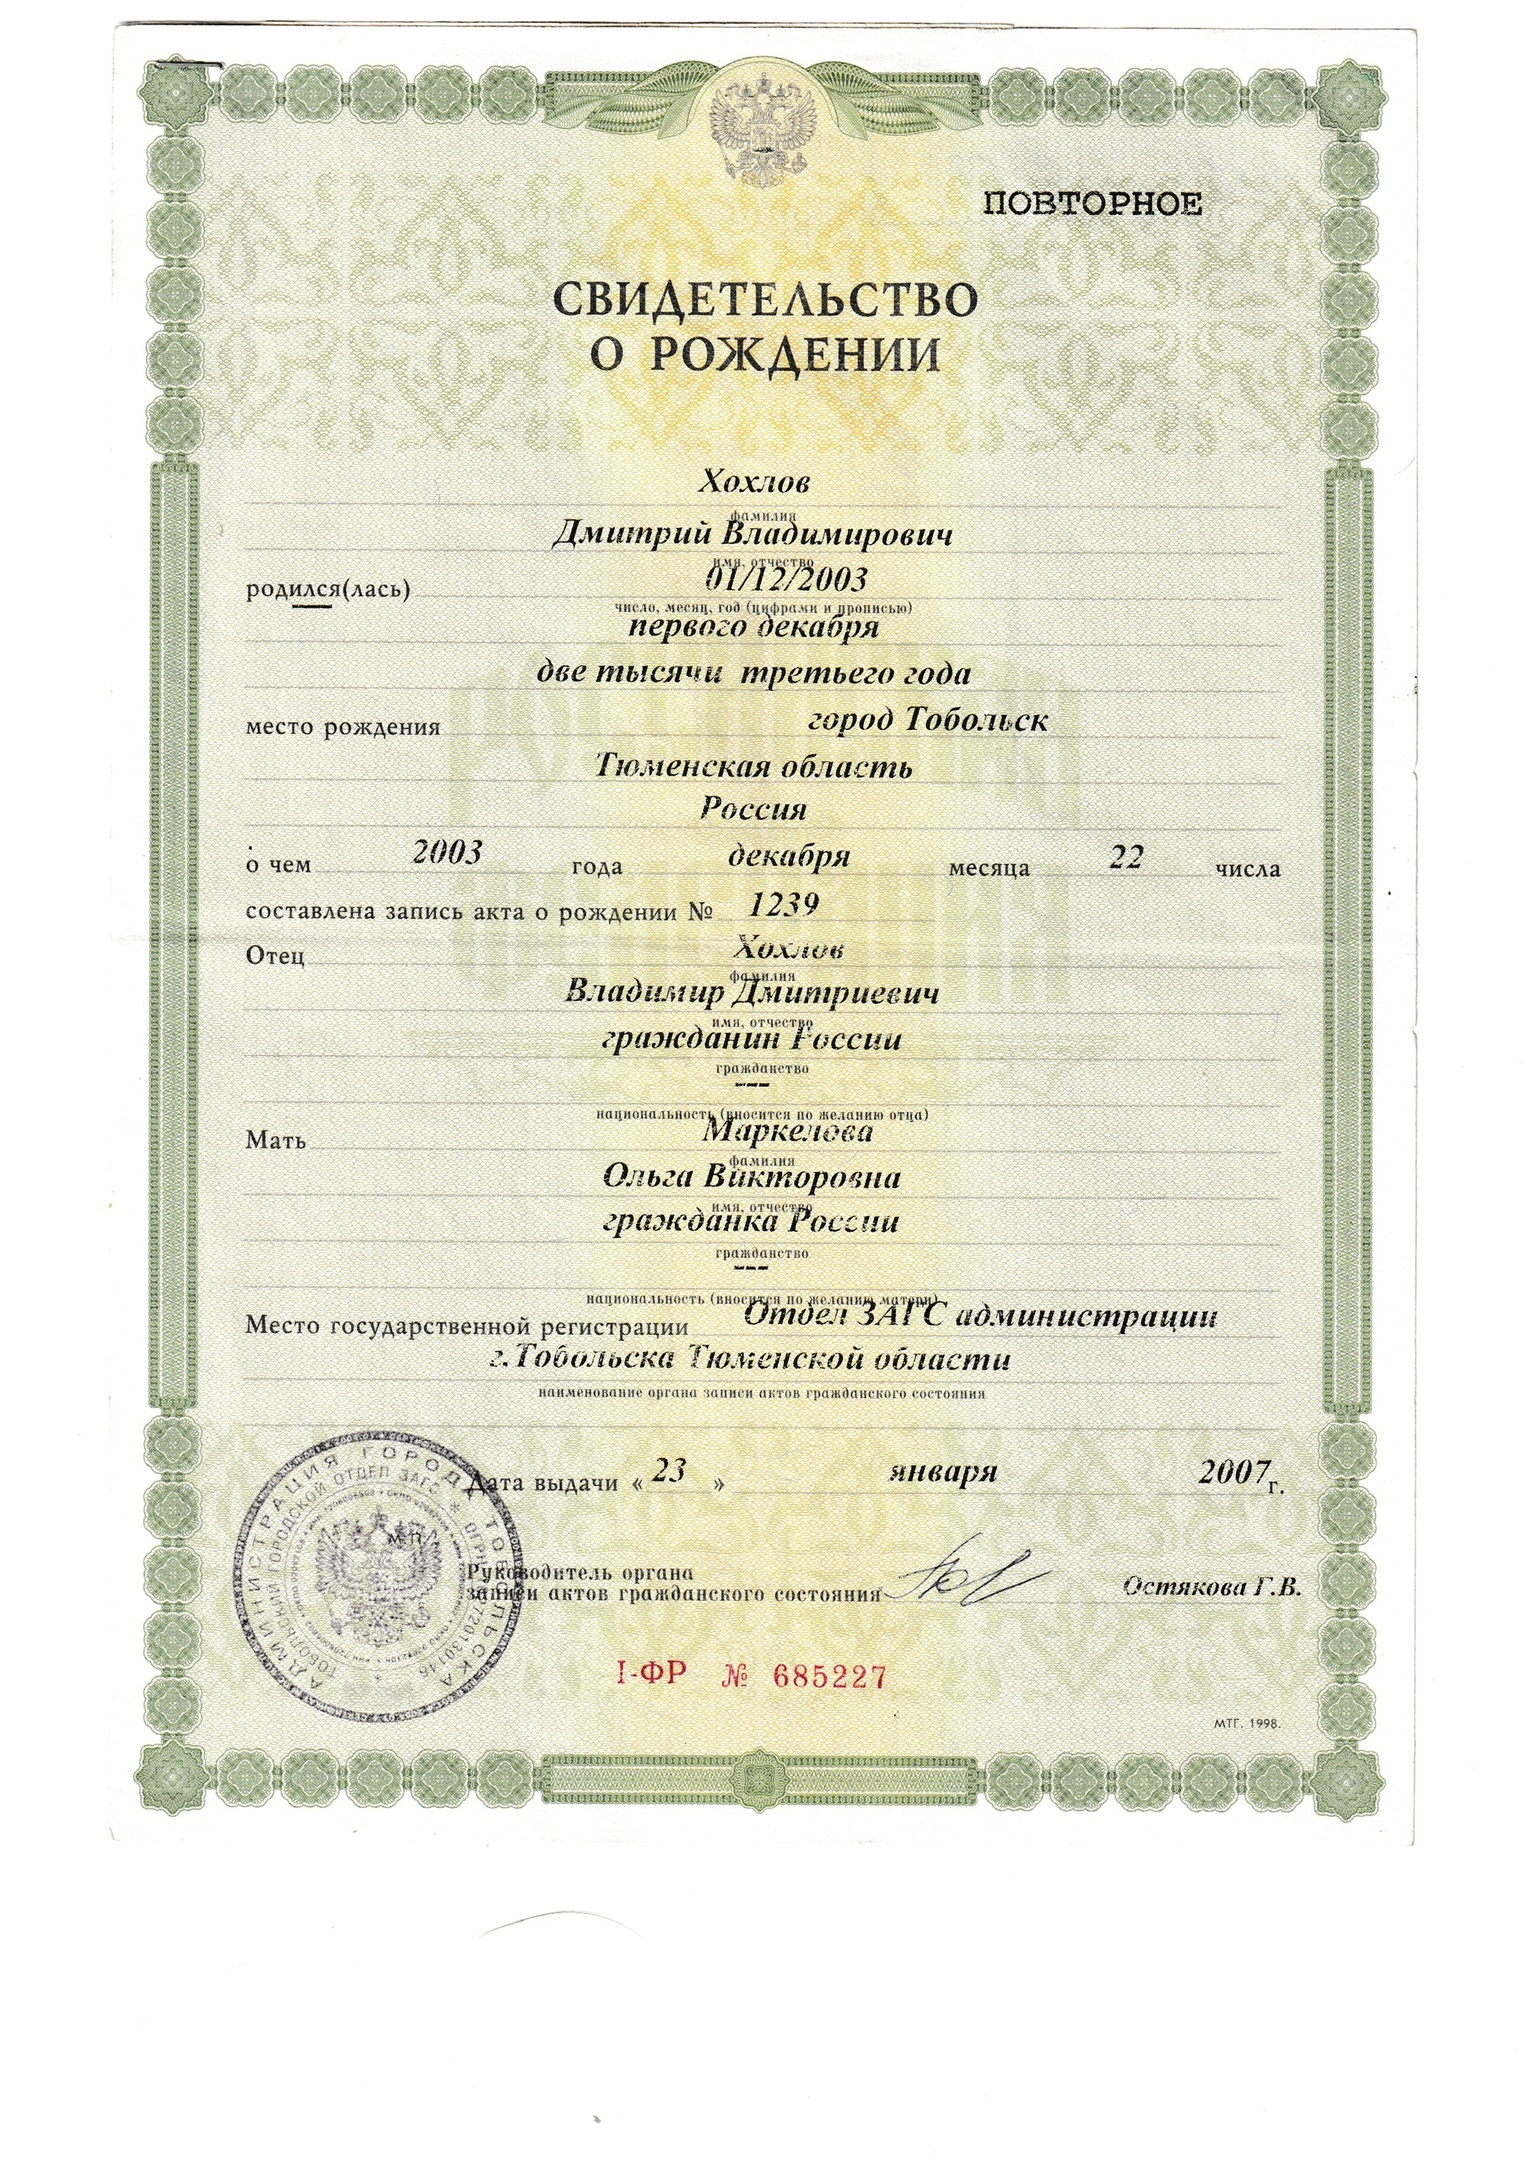 ПОВТОРНОЕ
СВИДЕТЕЛЬСТВО
О РОЖДЕНИИ
Хохлов
фамилия
Дмитрий Владимирович
имя, отчество
родился(лась) 01/12/2003
число, месяц, год (цифрами и прописью)
первого декабря
две тысячи третьего года
место рождения город Тобольск
Тюменская область
Россия
о чем 2003 года декабря месяца 22 числа
составлена запись акта о рождении № 1239
Отец Хохлов
фамилия
Владимир Дмитриевич
имя, отчество
гражданин России
гражданство
---
национальность (вносится по желанию отца)
Мать Маркелова
фамилия
Ольга Викторовна
имя, отчество
гражданка России
гражданство
---
национальность (вносится по желанию матери)
Место государственной регистрации Отдел ЗАГС администрации
г.Тобольска Тюменской области
наименование органа записи актов гражданского состояния
Дата выдачи « 23 » января 2007 г.
М.П.
Руководитель органа
записи актов гражданского состояния Остякова Г.В.
АДМИНИСТРАЦИЯ ГОРОДА ТОБОЛЬСКА
ТОБОЛЬСКИЙ ГОРОДСКОЙ ОТДЕЛ ЗАГС
I-ФР № 685227
МТГ. 1998.